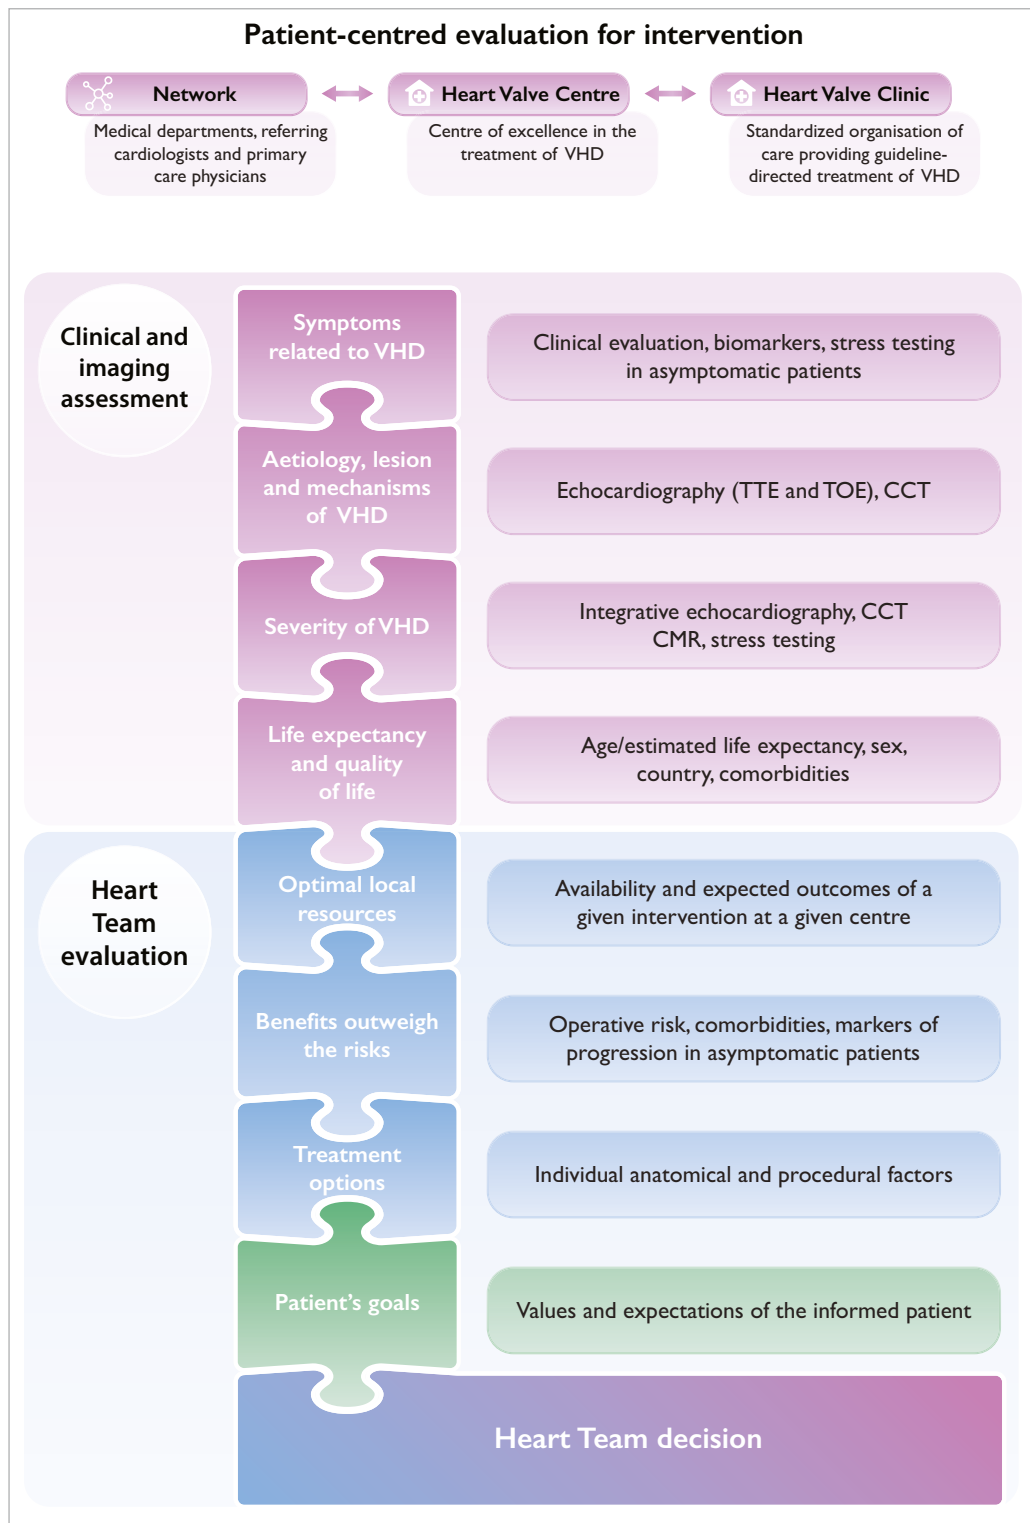 Patient-centred evaluation for intervention
Network
Medical departments, referring
cardiologists and primary
care physicians
Heart Valve Centre
Centre of excellence in the
treatment of VHD
Heart Valve Clinic
Standardized organisation of
care providing guideline-
directed treatment of VHD
Clinical and
imaging
assessment
Symptoms
related to VHD
Clinical evaluation, biomarkers, stress testing
in asymptomatic patients
Aetiology, lesion
and mechanisms
of VHD
Echocardiography (TTE and TOE), CCT
Severity of VHD
Integrative echocardiography, CCT
CMR, stress testing
Life expectancy
and quality
of life
Age/estimated life expectancy, sex,
country, comorbidities
Heart
Team
evaluation
Optimal local
resources
Availability and expected outcomes of a
given intervention at a given centre
Benefits outweigh
the risks
Operative risk, comorbidities, markers of
progression in asymptomatic patients
Treatment
options
Individual anatomical and procedural factors
Patient's goals
Values and expectations of the informed patient
Heart Team decision